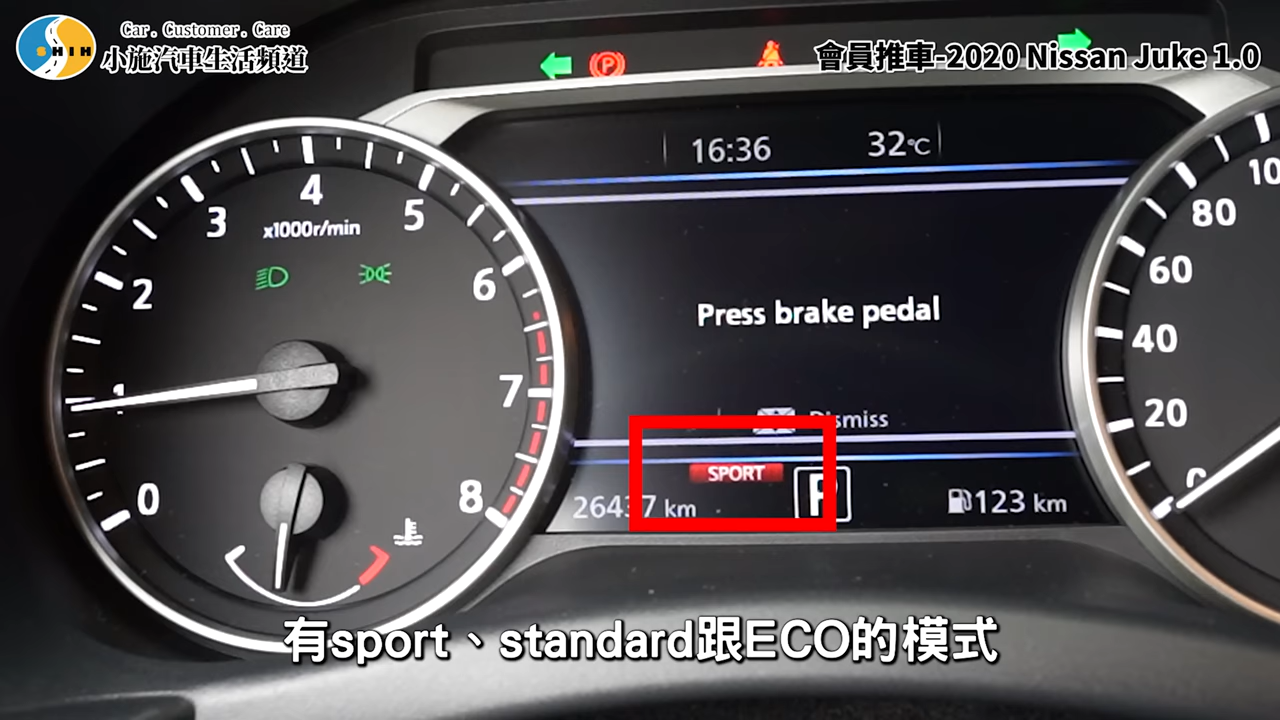 Car. Customer. Care
SHIH
小施汽車生活頻道
會員推車-2020 Nissan Juke 1.0
P
16:36
32°C
0
1
2
3
4
5
6
7
8
x1000r/min
Press brake pedal
Dismiss
SPORT
26437 km
P
123 km
0
20
40
60
80
有sport、standard跟ECO的模式